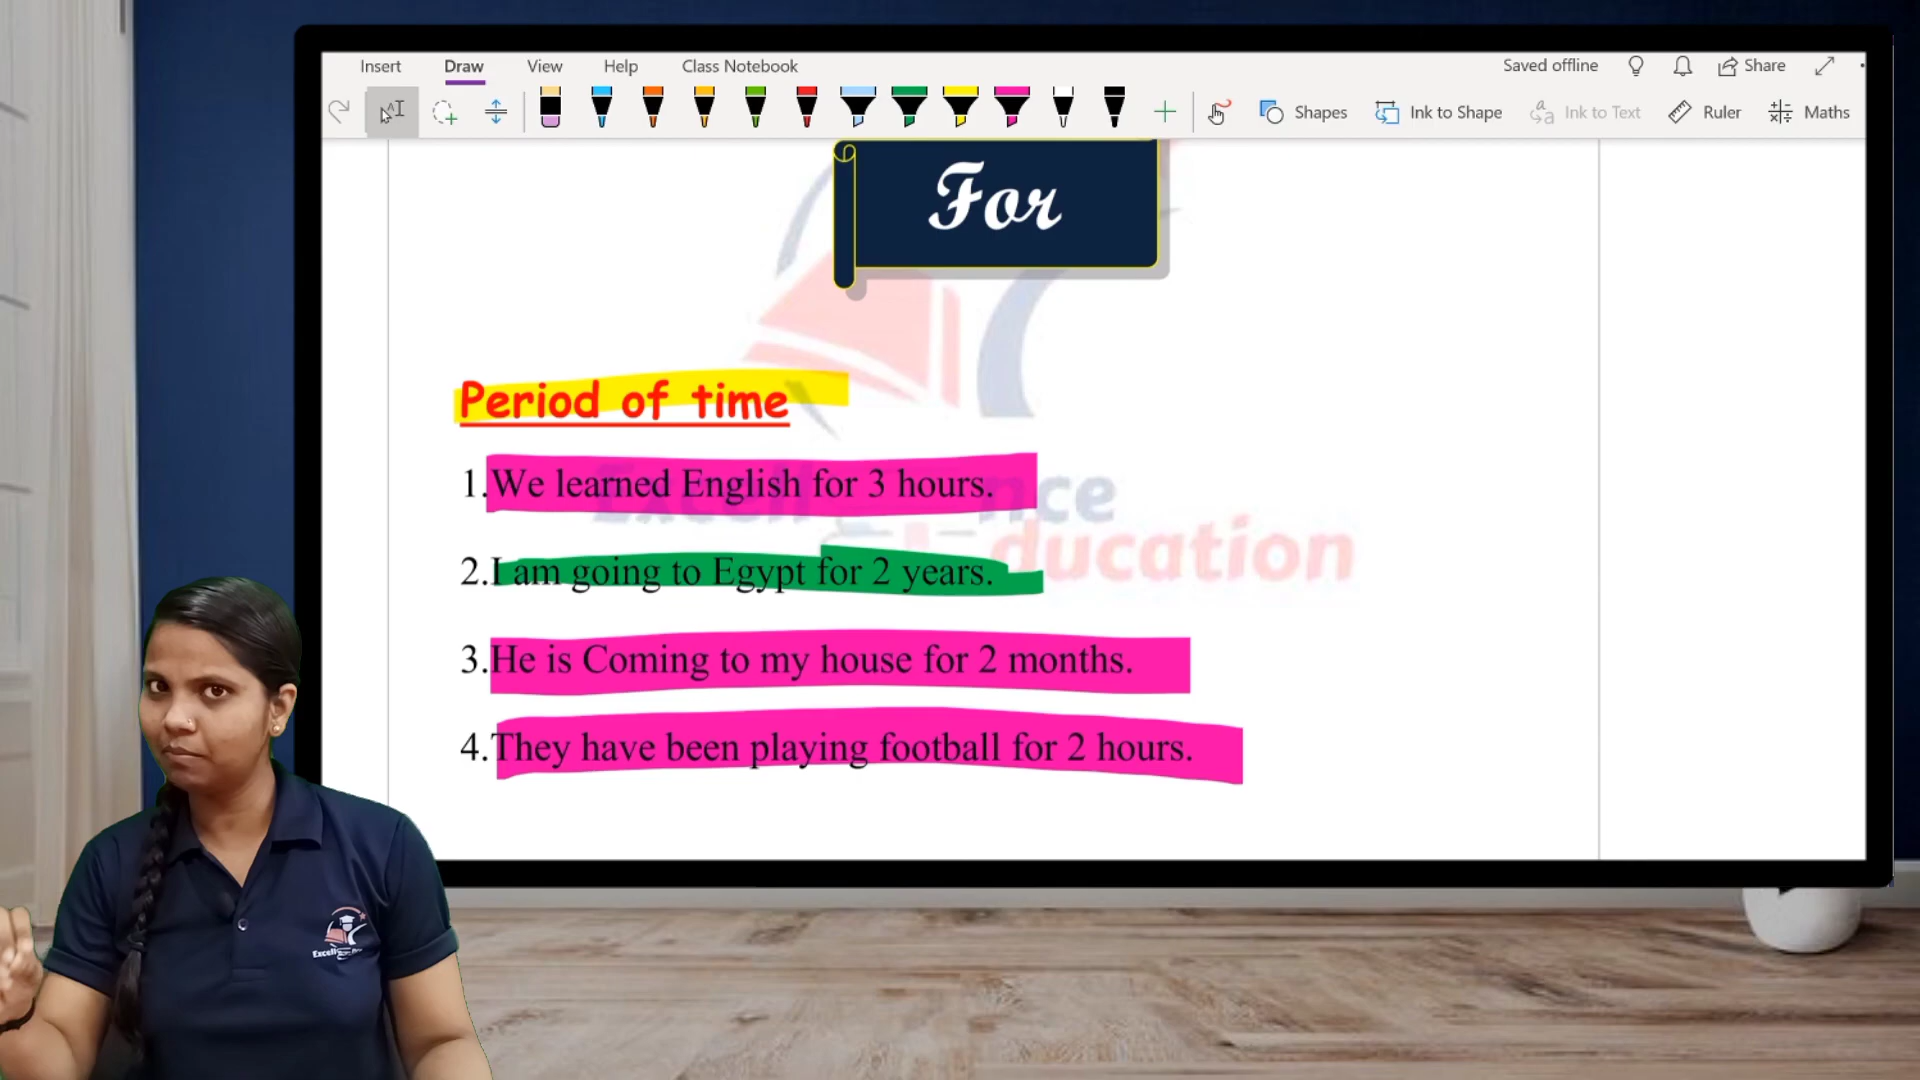 Insert Draw View Help Class Notebook Saved offline Share
Shapes Ink to Shape Ink to Text Ruler Maths
For
Period of time
1.We learned English for 3 hours.
Excellence
Education
2.I am going to Egypt for 2 years.
3.He is Coming to my house for 2 months.
4.They have been playing football for 2 hours.